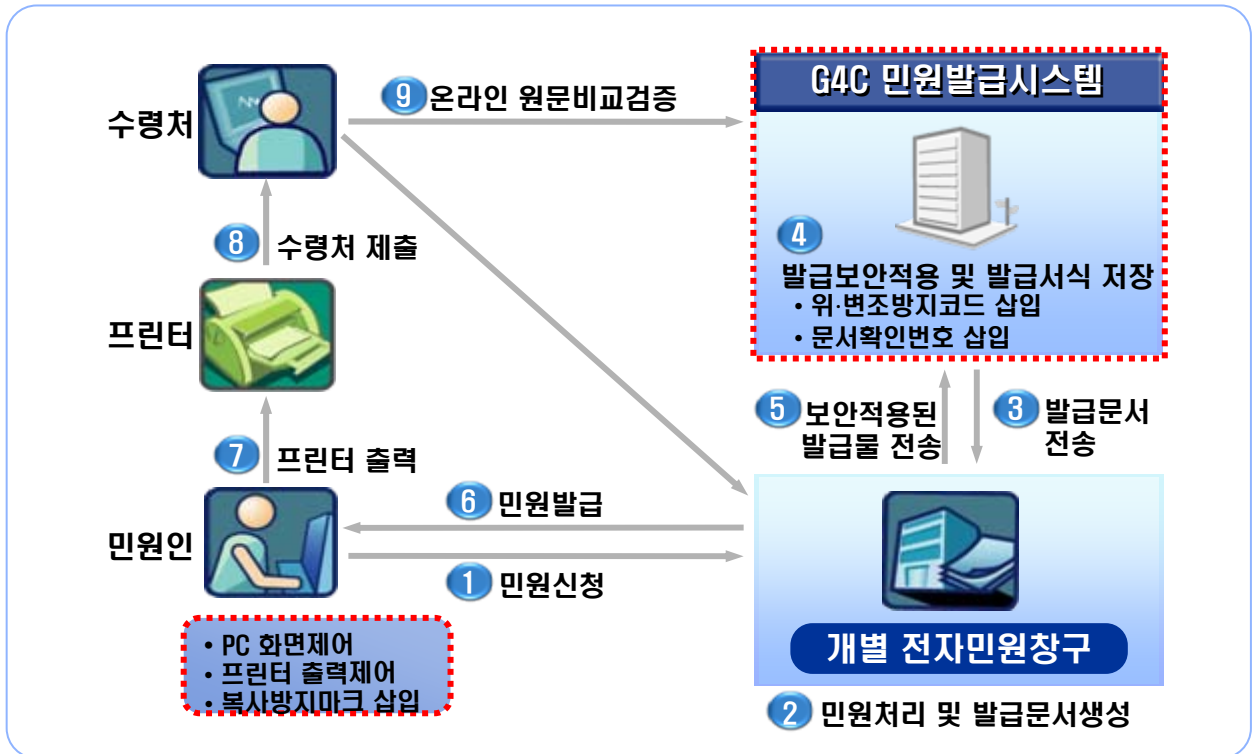 수령처
9 온라인 원문비교검증
G4C 민원발급시스템
4
발급보안적용 및 발급서식 저장
• 위·변조방지코드 삽입
• 문서확인번호 삽입
8 수령처 제출
프린터
5 보안적용된
발급물 전송
3 발급문서
전송
7 프린터 출력
6 민원발급
민원인
1 민원신청
• PC 화면제어
• 프린터 출력제어
• 복사방지마크 삽입
개별 전자민원창구
2 민원처리 및 발급문서생성